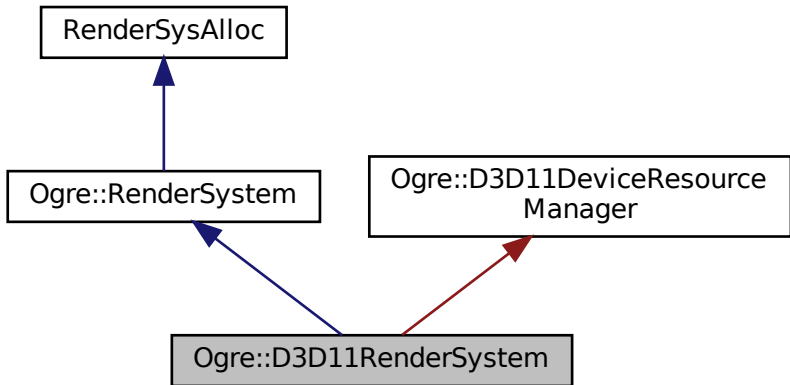 RenderSysAlloc
Ogre::RenderSystem
Ogre::D3D11DeviceResource
Manager
Ogre::D3D11RenderSystem